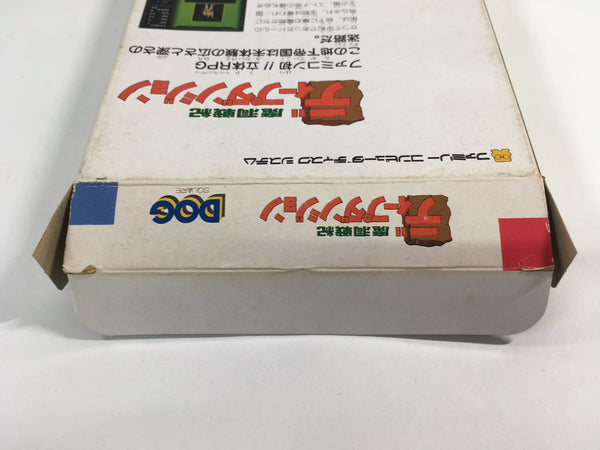 魔洞戦紀
ディープダンジョン
DOG
SQUARE
ファミリー コンピュータ ディスク システム
魔洞戦紀
ディープダンジョン
ファミコン初!! 立体RPG
この地下帝国は未体験の広さと深さの
迷路だ。